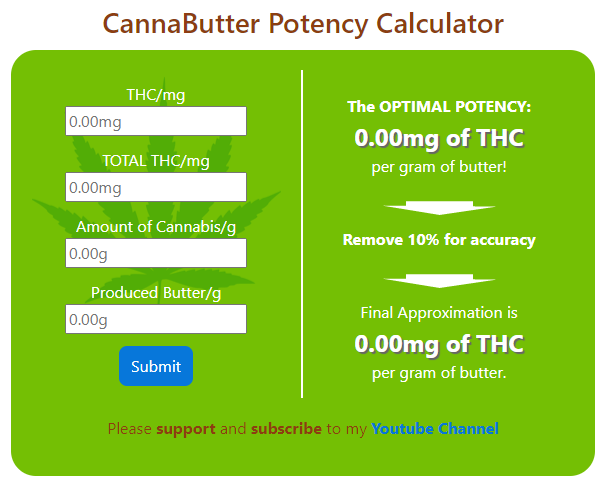 CannaButter Potency Calculator
THC/mg
0.00mg
TOTAL THC/mg
0.00mg
Amount of Cannabis/g
0.00g
Produced Butter/g
0.00g
Submit
The OPTIMAL POTENCY:
0.00mg of THC
per gram of butter!
Remove 10% for accuracy
Final Approximation is
0.00mg of THC
per gram of butter.
Please support and subscribe to my Youtube Channel